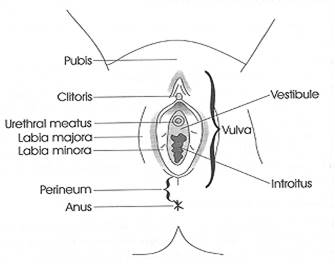 Pubis
Clitoris
Vestibule
Urethral meatus
Vulva
Labia majora
Labia minora
Introitus
Perineum
Anus